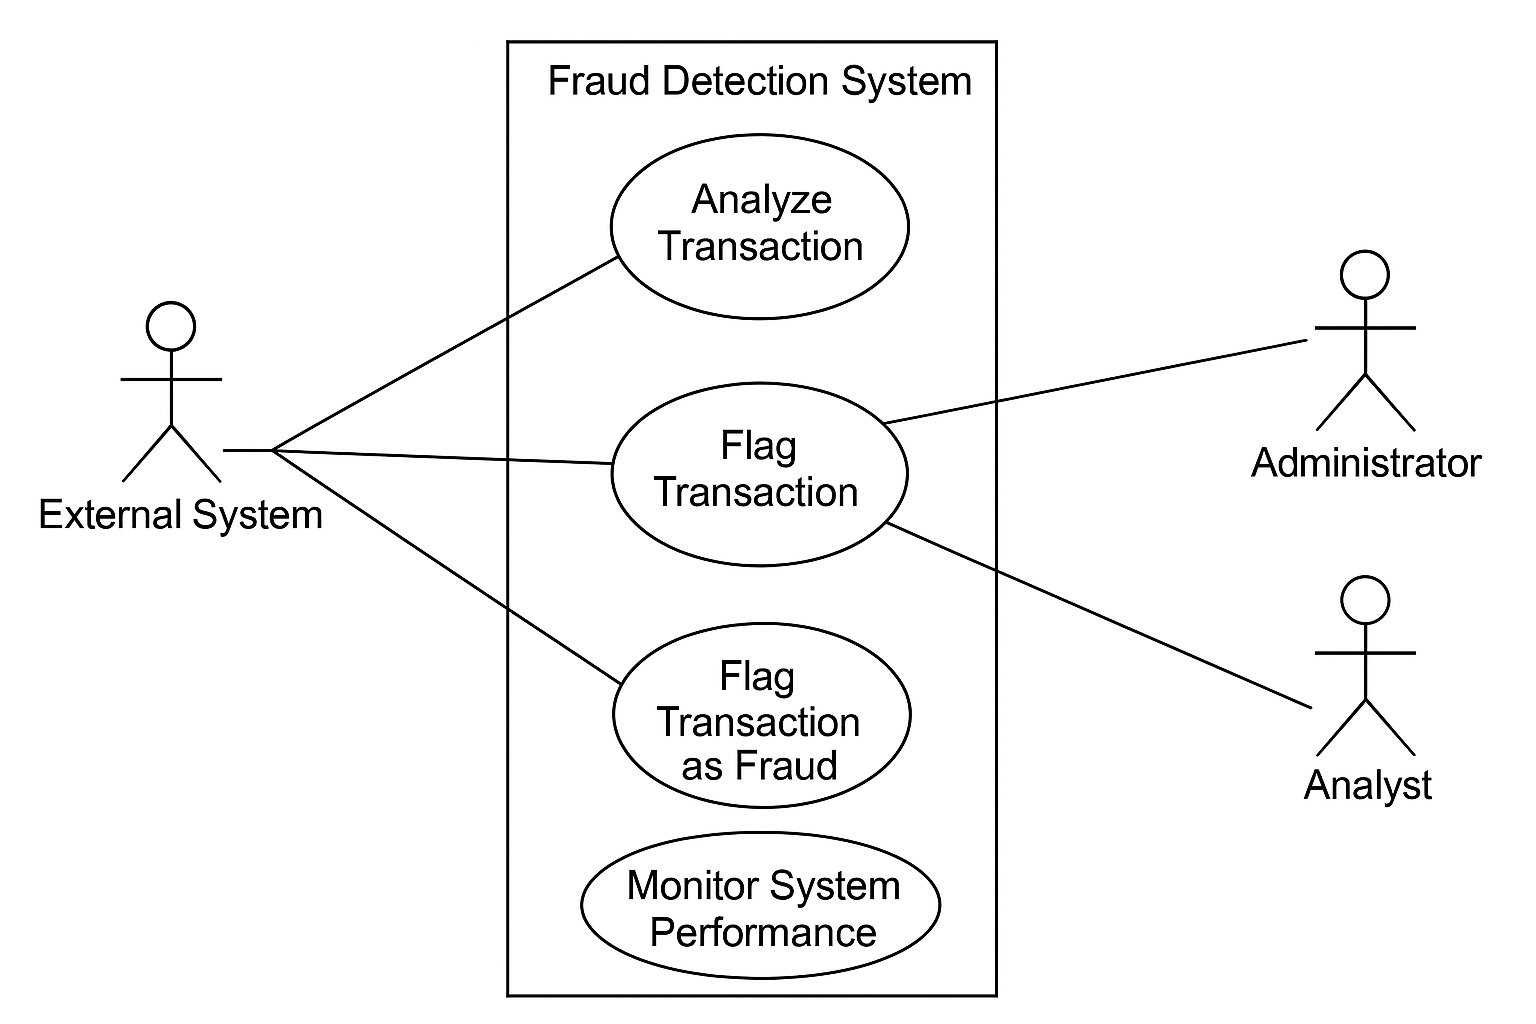 Fraud Detection System
Analyze
Transaction
Flag
Transaction
Flag
Transaction
as Fraud
Monitor System
Performance
External System
Administrator
Analyst